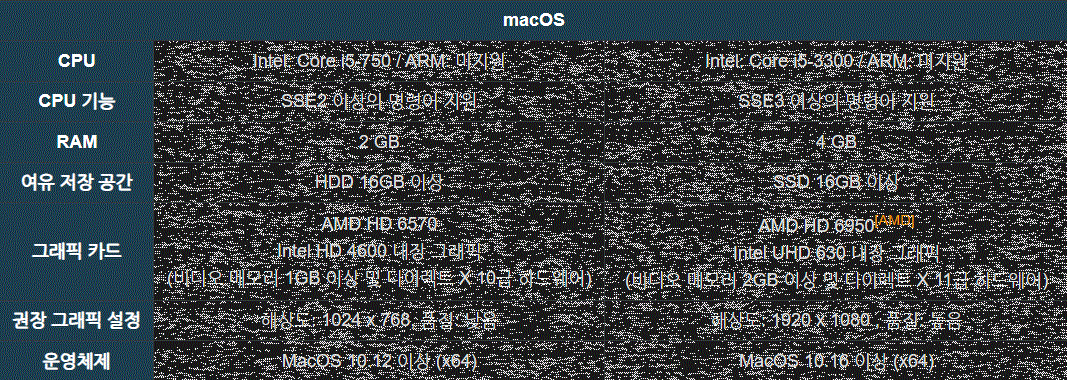 macOS
CPU Intel: Core i5-750 / ARM: 미지원 Intel: Core i5-3300 / ARM: 미지원
CPU 기능 SSE2 이상의 명령어 지원 SSE3 이상의 명령어 지원
RAM 2 GB 4 GB
여유 저장 공간 HDD 16GB 이상 SSD 16GB 이상
그래픽 카드
AMD HD 6570
Intel HD 4600 내장 그래픽
(비디오 메모리 1GB 이상 및 다이렉트 X 10급 하드웨어)
AMD HD 6950[AMD]
Intel UHD 630 내장 그래픽
(비디오 메모리 2GB 이상 및 다이렉트 X 11급 하드웨어)
권장 그래픽 설정 해상도: 1024 x 768, 품질: 낮음 해상도: 1920 x 1080 , 품질: 높음
운영체제 MacOS 10.12 이상 (x64) MacOS 10.16 이상 (x64)